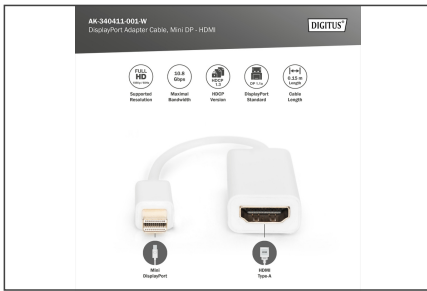 AK-340411-001-W
DisplayPort Adapter Cable, Mini DP - HDMI
DIGITUS®
FULL
HD
Supported
Resolution
10.8
Gbps
Maximal
Bandwidth
HDCP
1.3
HDCP
Version
DP 1.1a
DisplayPort
Standard
0.15 m
Length
Cable
Length
Mini
DisplayPort
HDMI
Type-A